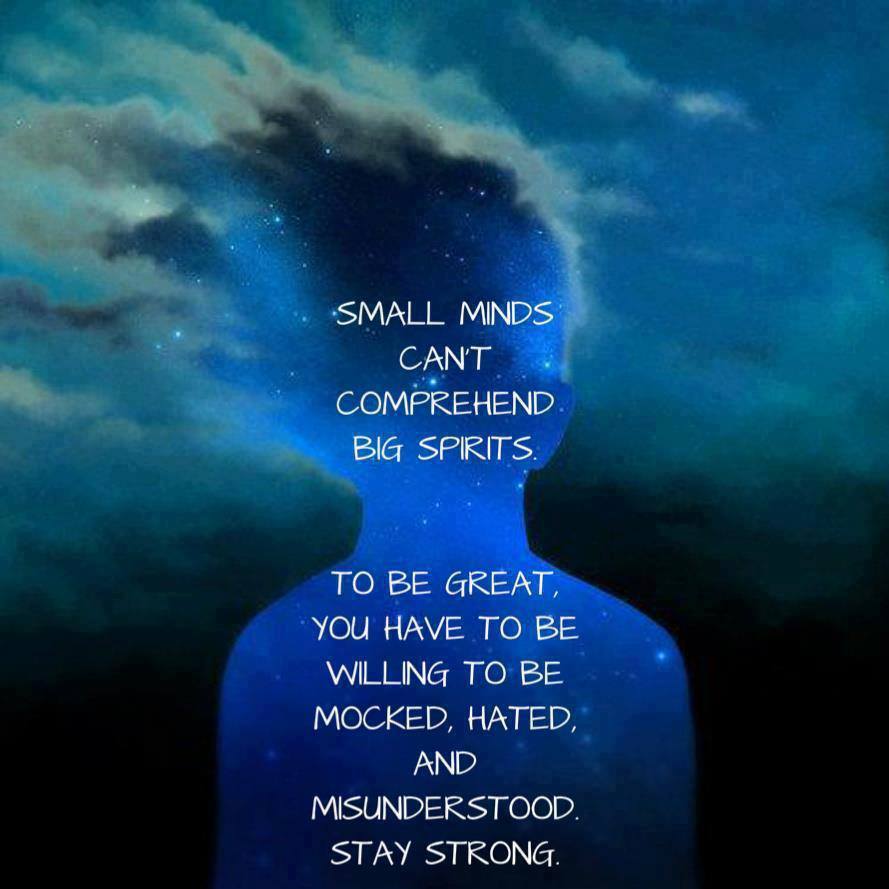 SMALL MINDS
CAN'T
COMPREHEND
BIG SPIRITS.
TO BE GREAT,
YOU HAVE TO BE
WILLING TO BE
MOCKED, HATED,
AND
MISUNDERSTOOD.
STAY STRONG.